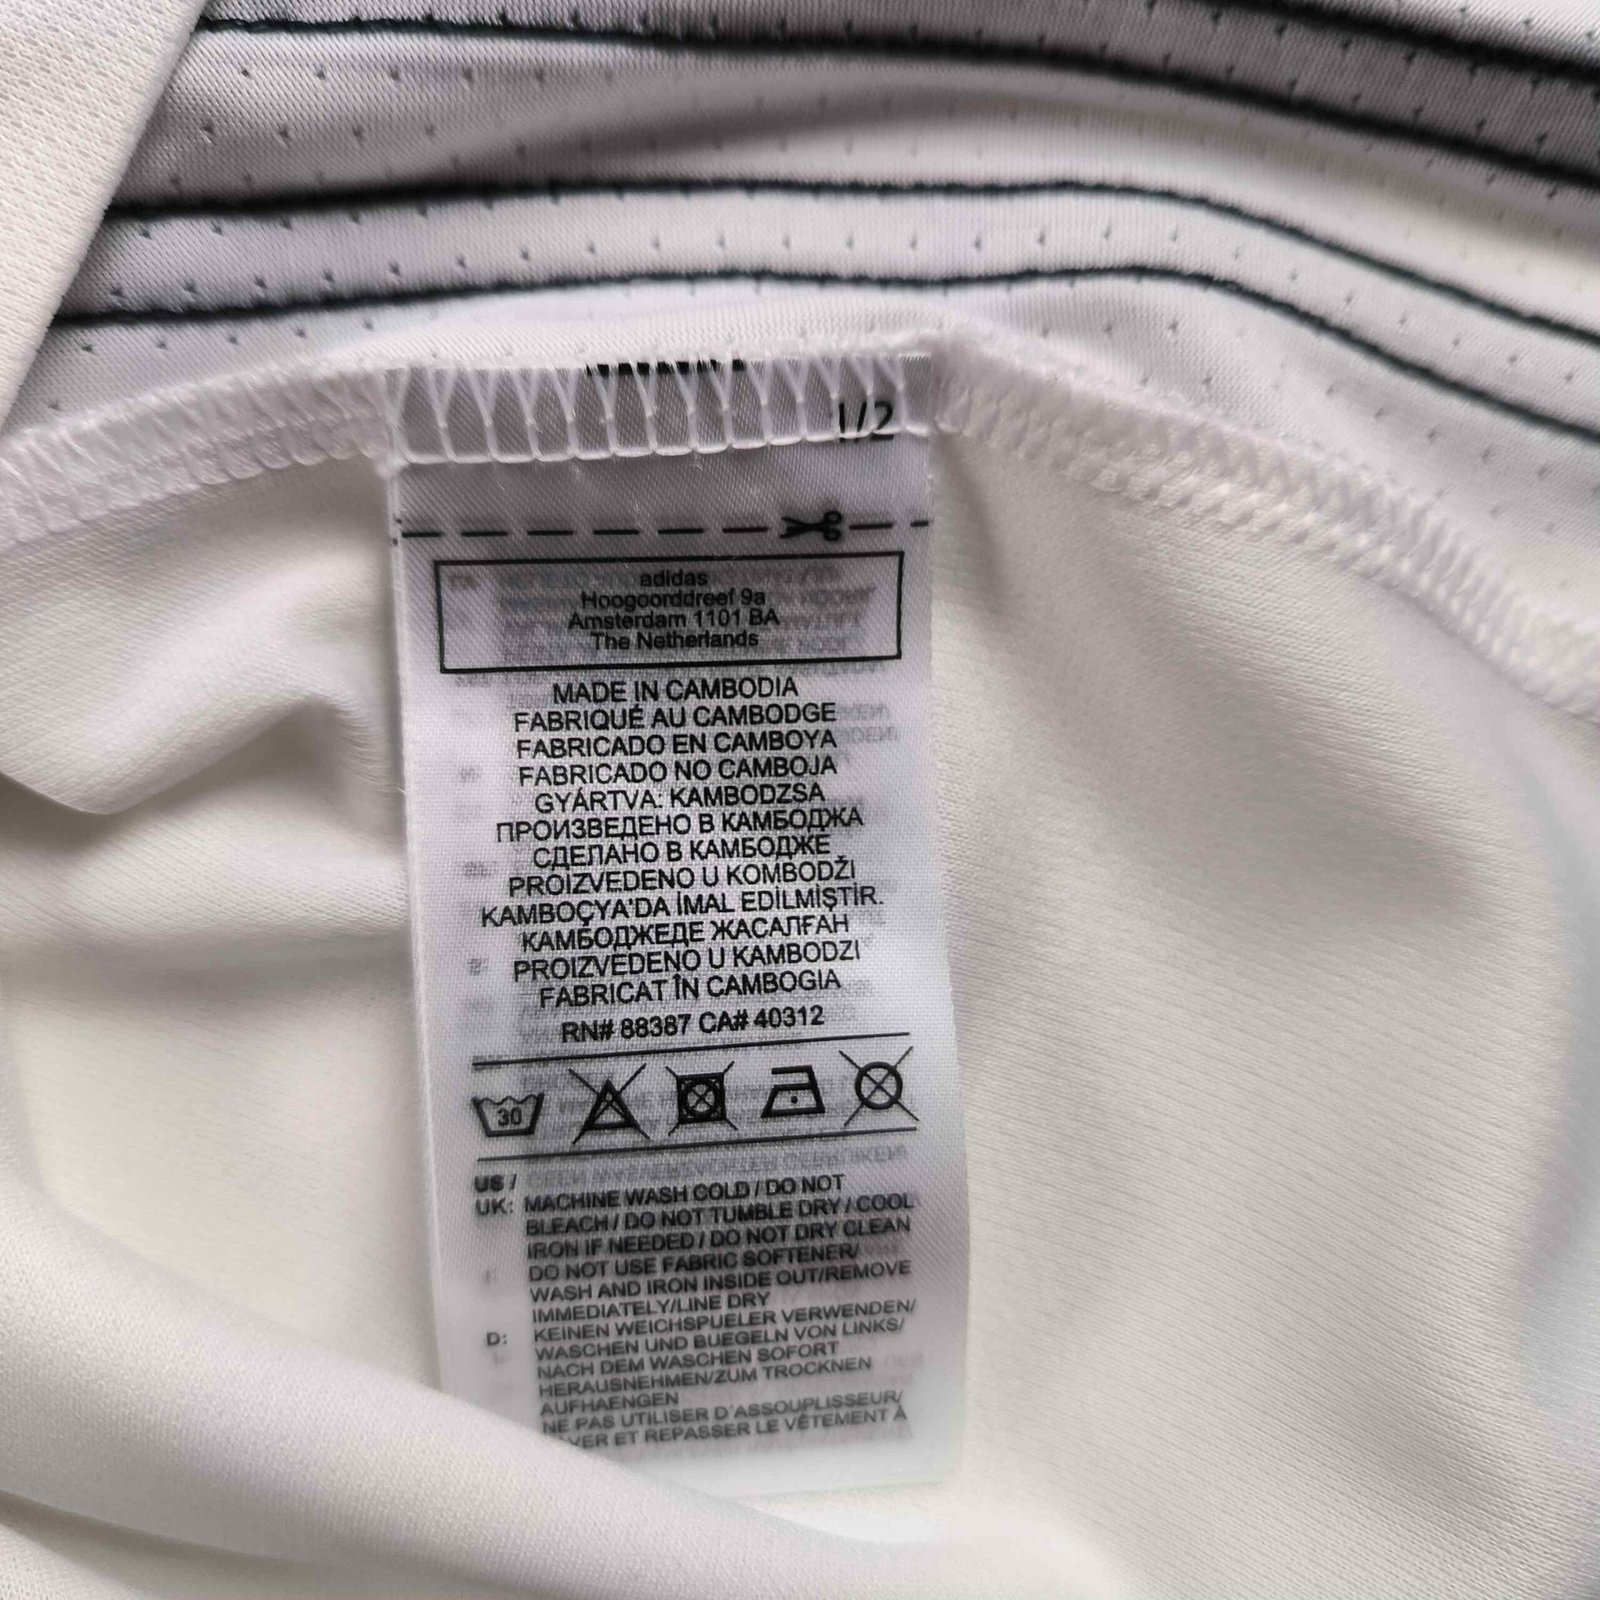 1/2
adidas
Hoogoorddreef 9a
Amsterdam 1101 BA
The Netherlands
MADE IN CAMBODIA
FABRIQUÉ AU CAMBODGE
FABRICADO EN CAMBOYA
FABRICADO NO CAMBOJA
GYÁRTVA: KAMBODZSA
ПРОИЗВЕДЕНО В КАМБОДЖА
СДЕЛАНО В КАМБОДЖЕ
PROIZVEDENO U KOMBODŽI
KAMBOÇYA'DA İMAL EDİLMİŞTİR.
КАМБОДЖЕДЕ ЖАСАЛҒАН
PROIZVEDENO U KAMBODZI
FABRICAT ÎN CAMBOGIA
RN# 88387 CA# 40312
30
US /
UK: MACHINE WASH COLD / DO NOT
BLEACH / DO NOT TUMBLE DRY / COOL
IRON IF NEEDED / DO NOT DRY CLEAN
DO NOT USE FABRIC SOFTENER/
WASH AND IRON INSIDE OUT/REMOVE
IMMEDIATELY/LINE DRY
D: KEINEN WEICHSPUELER VERWENDEN/
WASCHEN UND BUEGELN VON LINKS/
NACH DEM WASCHEN SOFORT
HERAUSNEHMEN/ZUM TROCKNEN
AUFHAENGEN
NE PAS UTILISER D'ASSOUPLISSEUR/
ET REPASSER LE VÊTEMENT À